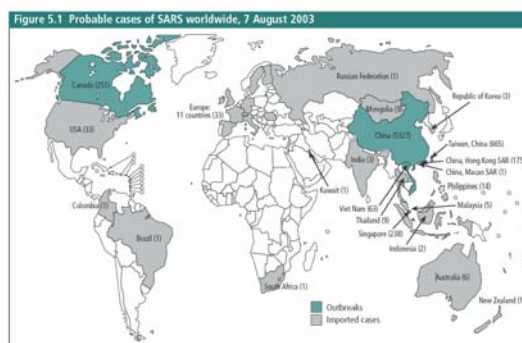 Figure 5.1 Probable cases of SARS worldwide, 7 August 2003
Canada (251)
USA (33)
Colombia (1)
Brazil (1)
Europe:
11 countries (33)
Russian Federation (1)
Mongolia (9)
China (5327)
Republic of Korea (3)
Taiwan, China (665)
China, Hong Kong SAR (175
China, Macao SAR (1)
India (3)
Kuwait (1)
Philippines (14)
Viet Nam (63)
Thailand (9)
Singapore (238)
Malaysia (5)
Indonesia (2)
South Africa (1)
Australia (6)
New Zealand (1
Outbreaks
Imported cases